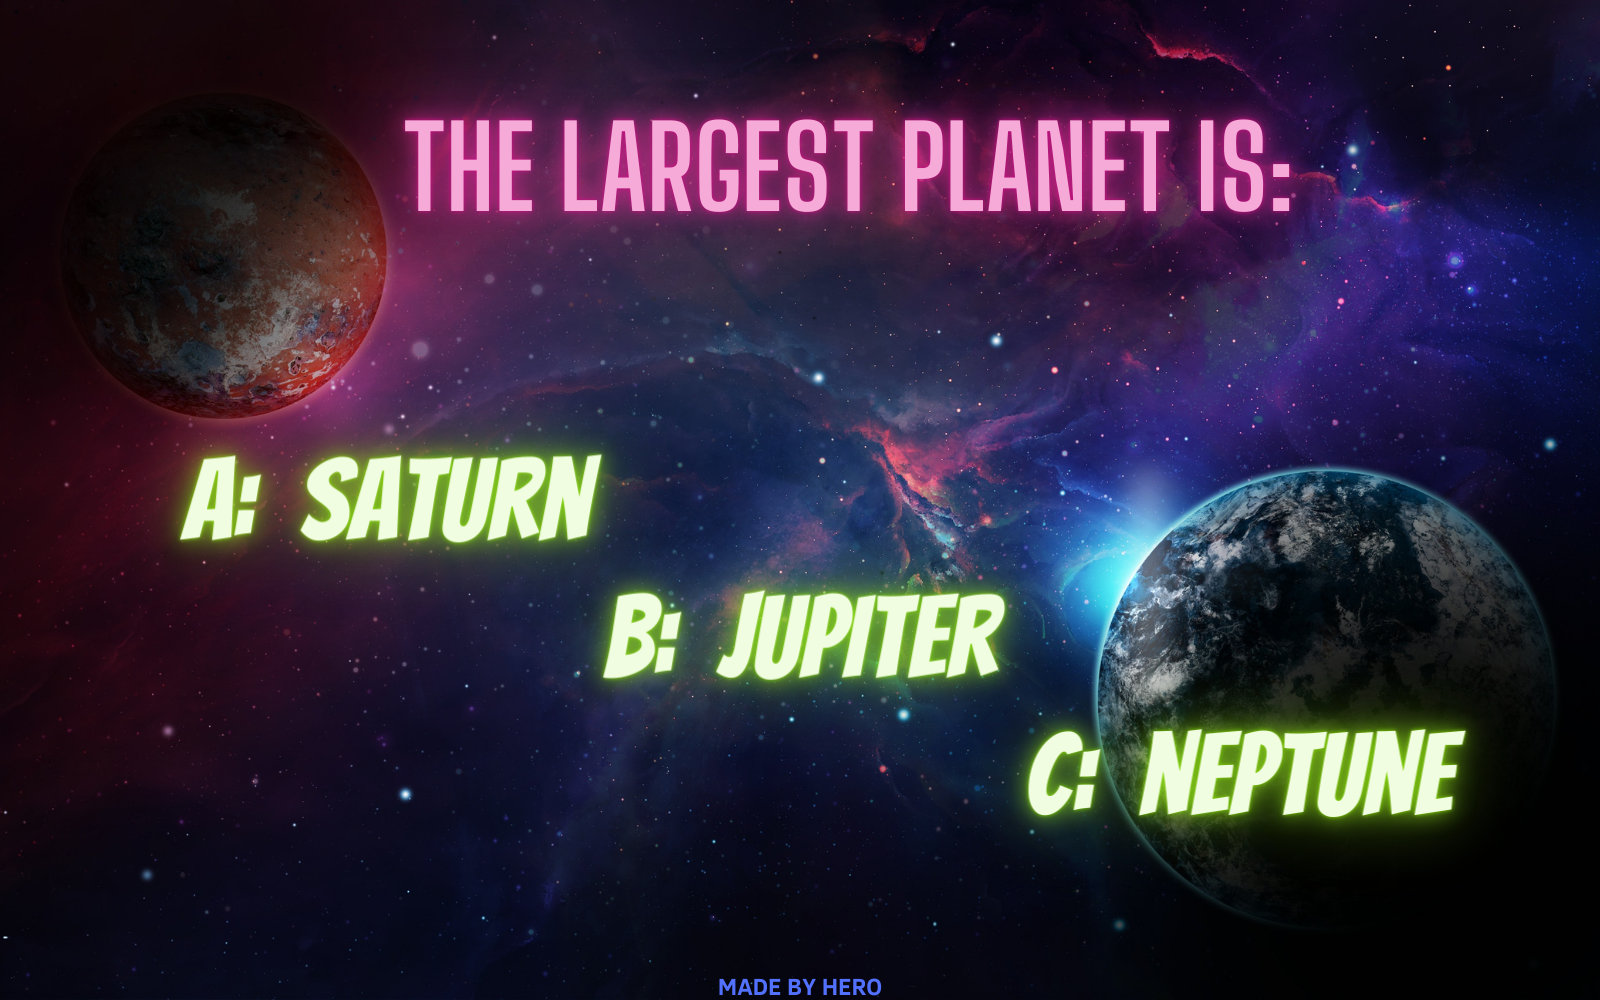 THE LARGEST PLANET IS:
A: SATURN
B: JUPITER
C: NEPTUNE
MADE BY HERO